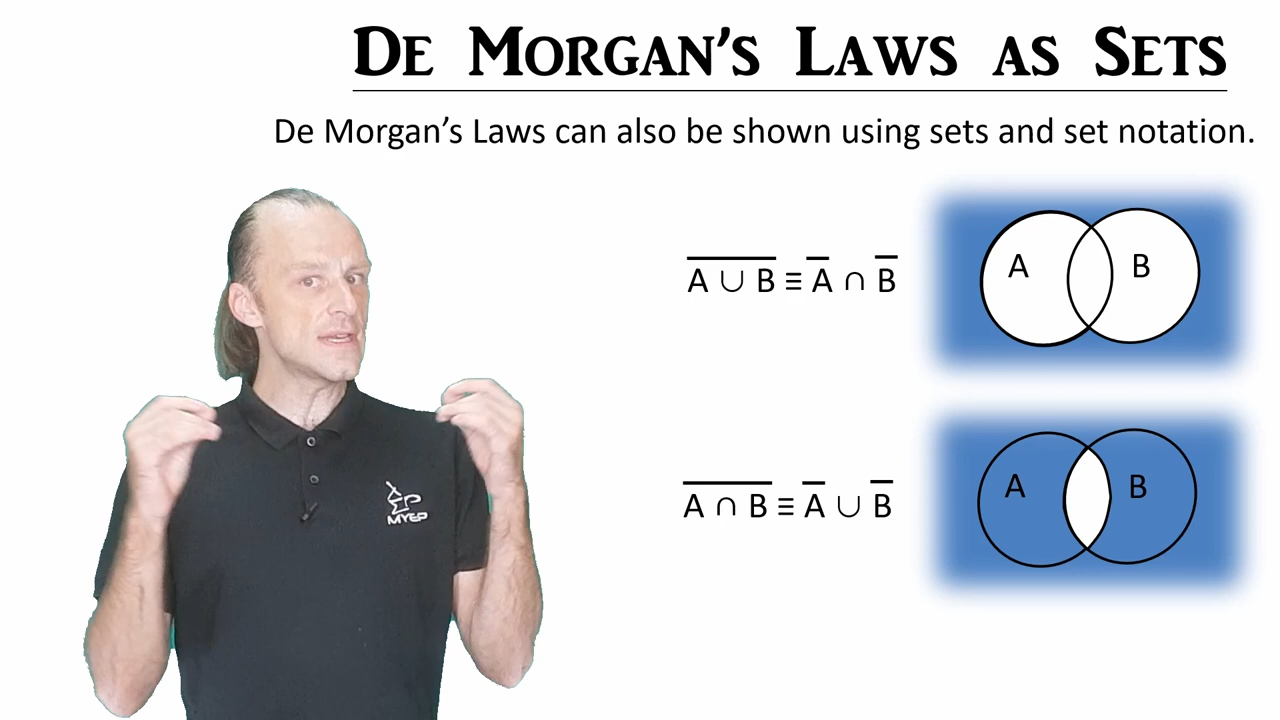 De Morgan’s Laws as Sets
De Morgan’s Laws can also be shown using sets and set notation.
A̅ ̅∪̅ ̅B̅ ≡ A̅ ∩ B̅
A B
A̅ ̅∩̅ ̅B̅ ≡ A̅ ∪ B̅
A B
MYEP